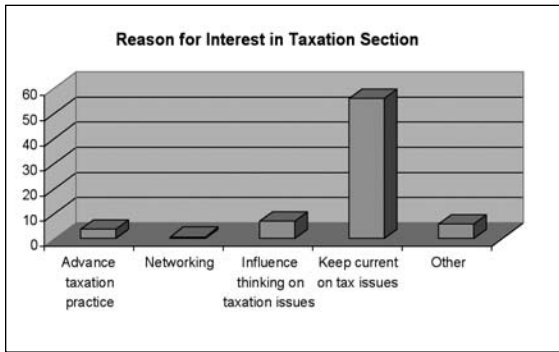 Reason for Interest in Taxation Section
60
50
40
30
20
10
0
Advance
taxation
practice
Networking
Influence
thinking on
taxation issues
Keep current
on tax issues
Other